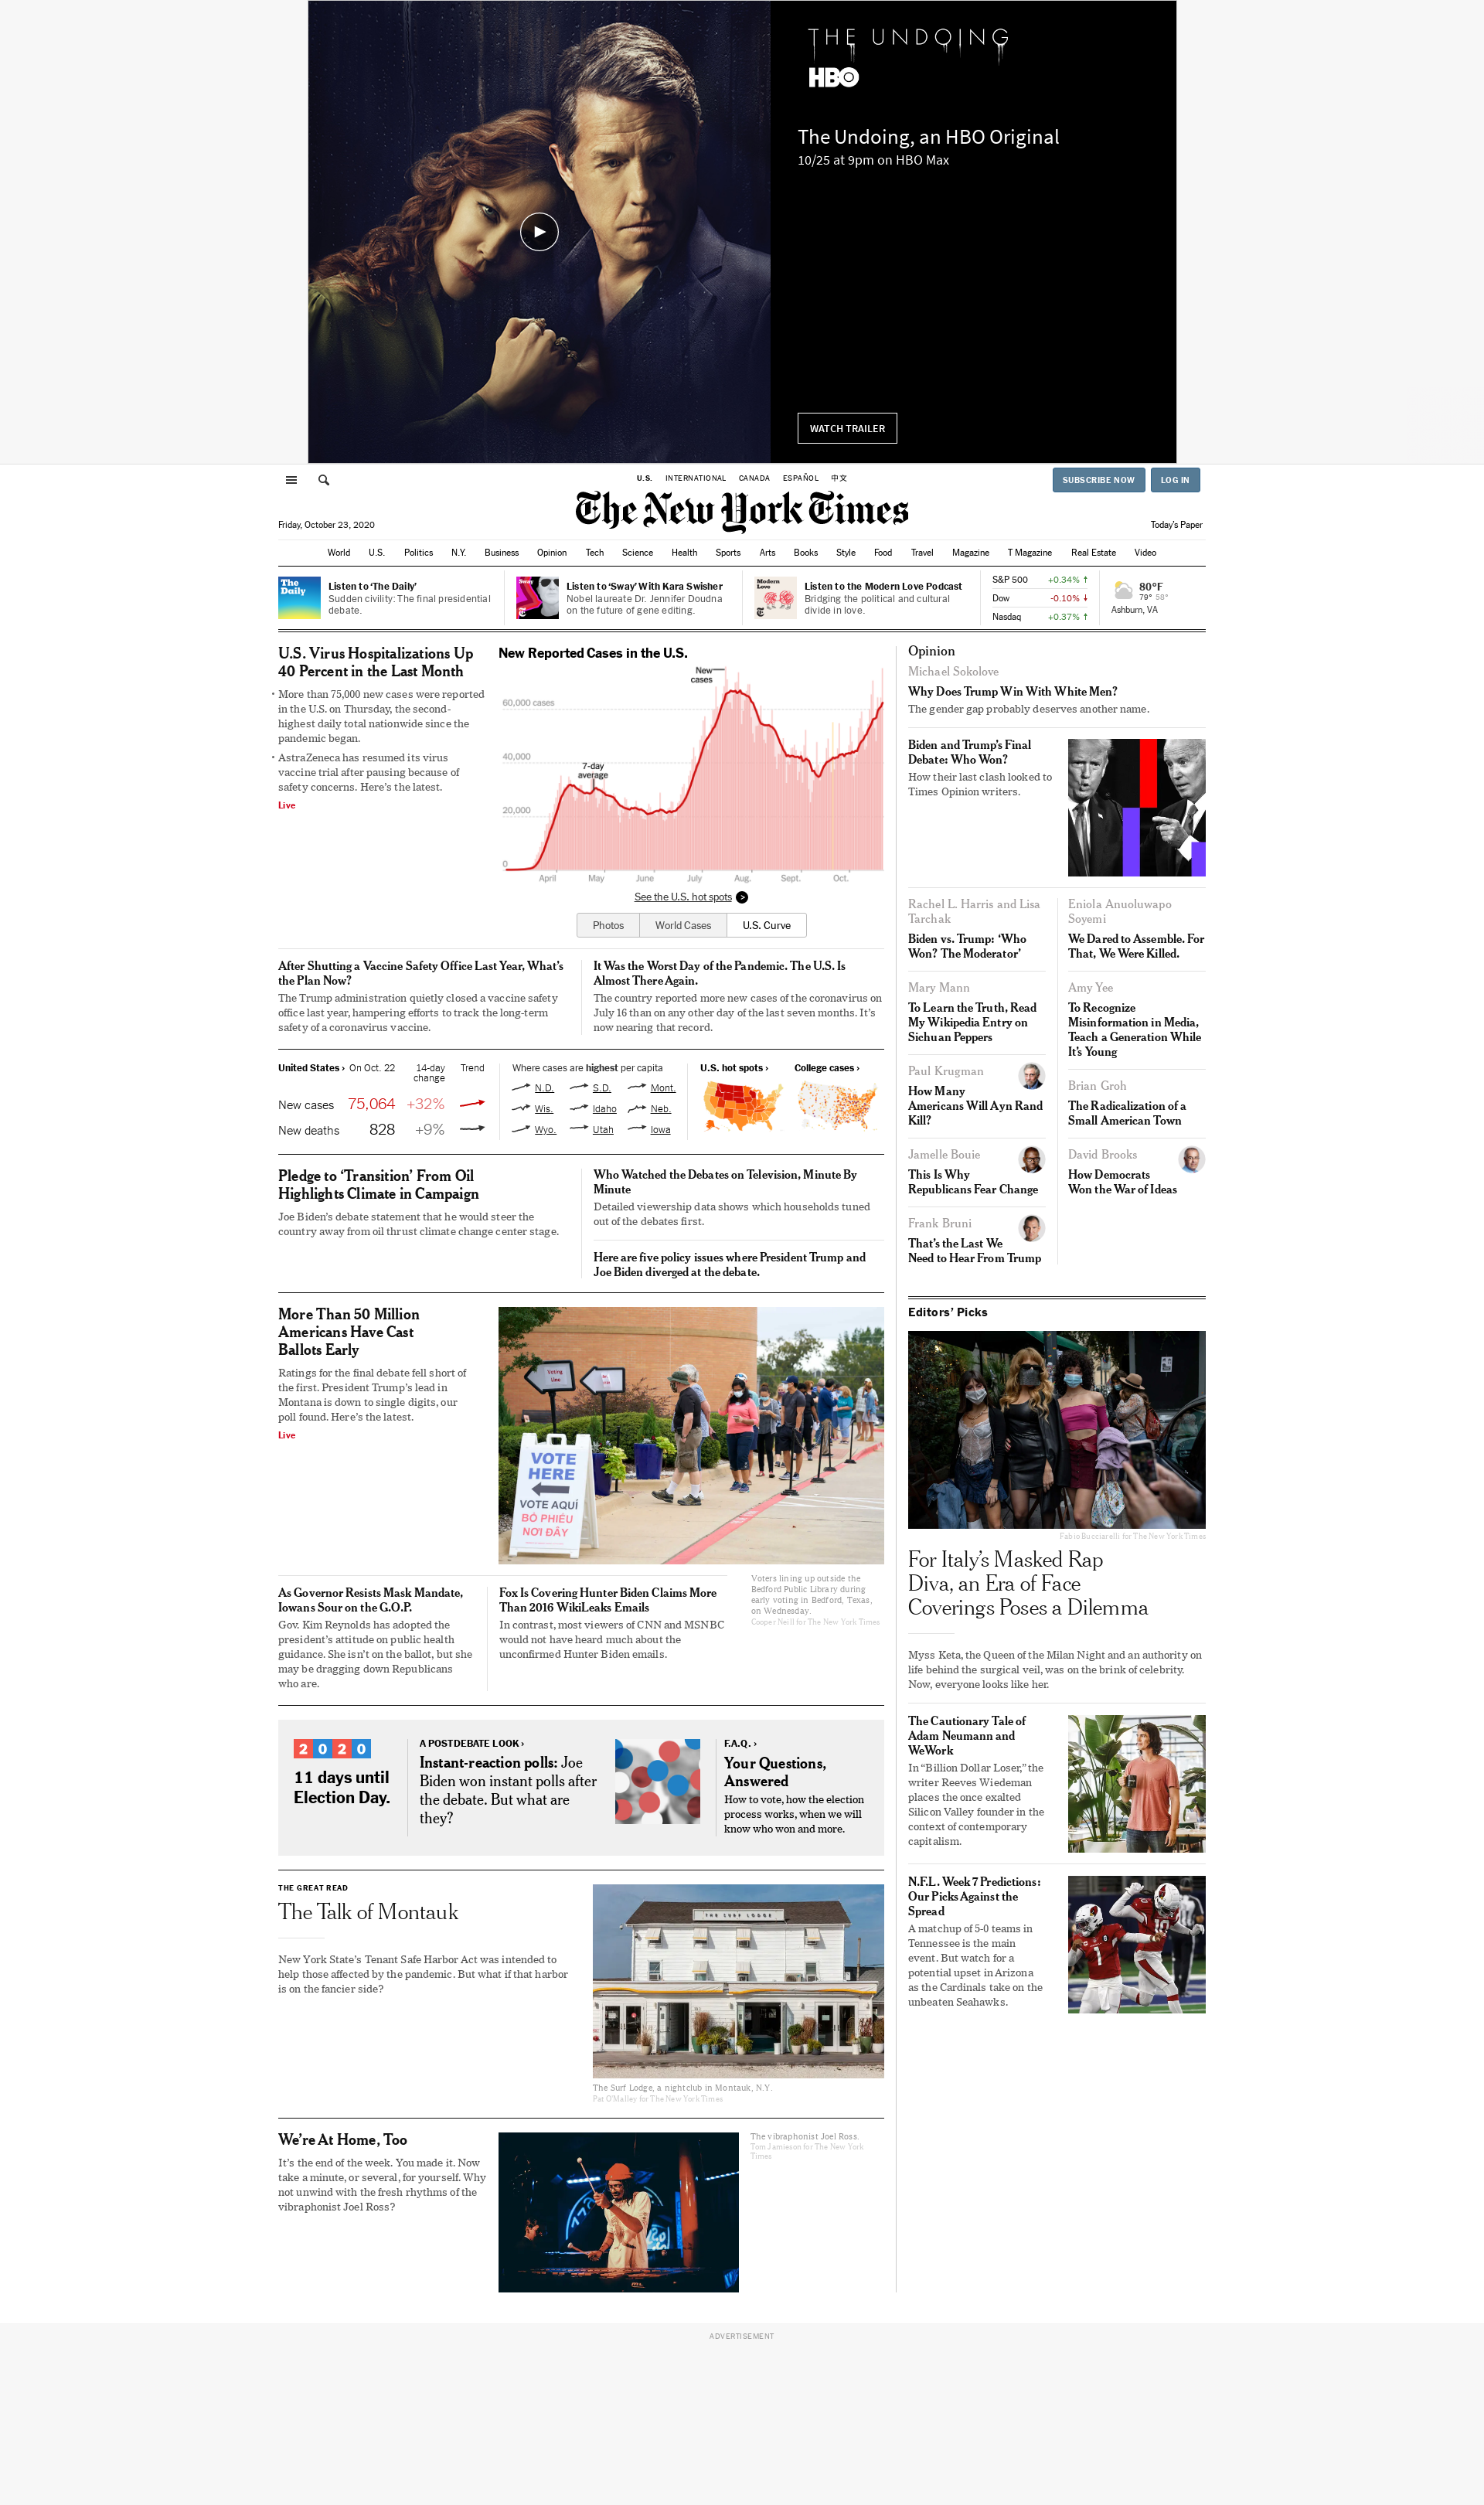 THE UNDOING
HBO
The Undoing, an HBO Original
10/25 at 9pm on HBO Max
WATCH TRAILER
U.S. INTERNATIONAL CANADA ESPAÑOL 中文
SUBSCRIBE NOW LOG IN
The New York Times
Friday, October 23, 2020
Today's Paper
World U.S. Politics N.Y. Business Opinion Tech Science Health Sports Arts Books Style Food Travel Magazine T Magazine Real Estate Video
The
Daily
Listen to ‘The Daily’
Sudden civility: The final presidential
debate.
Sway
Listen to ‘Sway’ With Kara Swisher
Nobel laureate Dr. Jennifer Doudna
on the future of gene editing.
Modern
Love
Listen to the Modern Love Podcast
Bridging the political and cultural
divide in love.
S&P 500 +0.34% ↑
Dow -0.10% ↓
Nasdaq +0.37% ↑
80°F
79° 58°
Ashburn, VA
U.S. Virus Hospitalizations Up
40 Percent in the Last Month
• More than 75,000 new cases were reported
in the U.S. on Thursday, the second-
highest daily total nationwide since the
pandemic began.
• AstraZeneca has resumed its virus
vaccine trial after pausing because of
safety concerns. Here’s the latest.
Live
New Reported Cases in the U.S.
New
cases
60,000 cases
40,000
7-day
average
20,000
0
April May June July Aug. Sept. Oct.
See the U.S. hot spots >
Photos World Cases U.S. Curve
After Shutting a Vaccine Safety Office Last Year, What’s
the Plan Now?
The Trump administration quietly closed a vaccine safety
office last year, hampering efforts to track the long-term
safety of a coronavirus vaccine.
It Was the Worst Day of the Pandemic. The U.S. Is
Almost There Again.
The country reported more new cases of the coronavirus on
July 16 than on any other day of the last seven months. It’s
now nearing that record.
United States › On Oct. 22 14-day Trend
change
New cases 75,064 +32%
New deaths 828 +9%
Where cases are highest per capita
N.D. S.D. Mont.
Wis. Idaho Neb.
Wyo. Utah Iowa
U.S. hot spots ›
College cases ›
Pledge to ‘Transition’ From Oil
Highlights Climate in Campaign
Joe Biden’s debate statement that he would steer the
country away from oil thrust climate change center stage.
Who Watched the Debates on Television, Minute By
Minute
Detailed viewership data shows which households tuned
out of the debates first.
Here are five policy issues where President Trump and
Joe Biden diverged at the debate.
More Than 50 Million
Americans Have Cast
Ballots Early
Ratings for the final debate fell short of
the first. President Trump’s lead in
Montana is down to single digits, our
poll found. Here’s the latest.
Live
Voting
Line
VOTE
HERE
VOTE AQUÍ
BỎ PHIẾU
NƠI ĐÂY
Voters lining up outside the
Bedford Public Library during
early voting in Bedford, Texas,
on Wednesday.
Cooper Neill for The New York Times
As Governor Resists Mask Mandate,
Iowans Sour on the G.O.P.
Gov. Kim Reynolds has adopted the
president’s attitude on public health
guidance. She isn’t on the ballot, but she
may be dragging down Republicans
who are.
Fox Is Covering Hunter Biden Claims More
Than 2016 WikiLeaks Emails
In contrast, most viewers of CNN and MSNBC
would not have heard much about the
unconfirmed Hunter Biden emails.
2020
11 days until
Election Day.
A POSTDEBATE LOOK ›
Instant-reaction polls: Joe
Biden won instant polls after
the debate. But what are
they?
F.A.Q. ›
Your Questions,
Answered
How to vote, how the election
process works, when we will
know who won and more.
THE GREAT READ
The Talk of Montauk
New York State’s Tenant Safe Harbor Act was intended to
help those affected by the pandemic. But what if that harbor
is on the fancier side?
THE SURF LODGE
The Surf Lodge, a nightclub in Montauk, N.Y.
Pat O'Malley for The New York Times
We’re At Home, Too
It’s the end of the week. You made it. Now
take a minute, or several, for yourself. Why
not unwind with the fresh rhythms of the
vibraphonist Joel Ross?
The vibraphonist Joel Ross.
Tom Jamieson for The New York
Times
Opinion
Michael Sokolove
Why Does Trump Win With White Men?
The gender gap probably deserves another name.
Biden and Trump’s Final
Debate: Who Won?
How their last clash looked to
Times Opinion writers.
Rachel L. Harris and Lisa
Tarchak
Biden vs. Trump: ‘Who
Won? The Moderator’
Mary Mann
To Learn the Truth, Read
My Wikipedia Entry on
Sichuan Peppers
Paul Krugman
How Many
Americans Will Ayn Rand
Kill?
Jamelle Bouie
This Is Why
Republicans Fear Change
Frank Bruni
That’s the Last We
Need to Hear From Trump
Eniola Anuoluwapo
Soyemi
We Dared to Assemble. For
That, We Were Killed.
Amy Yee
To Recognize
Misinformation in Media,
Teach a Generation While
It’s Young
Brian Groh
The Radicalization of a
Small American Town
David Brooks
How Democrats
Won the War of Ideas
Editors’ Picks
Fabio Bucciarelli for The New York Times
For Italy’s Masked Rap
Diva, an Era of Face
Coverings Poses a Dilemma
Myss Keta, the Queen of the Milan Night and an authority on
life behind the surgical veil, was on the brink of celebrity.
Now, everyone looks like her.
The Cautionary Tale of
Adam Neumann and
WeWork
In “Billion Dollar Loser,” the
writer Reeves Wiedeman
places the once exalted
Silicon Valley founder in the
context of contemporary
capitalism.
N.F.L. Week 7 Predictions:
Our Picks Against the
Spread
A matchup of 5-0 teams in
Tennessee is the main
event. But watch for a
potential upset in Arizona
as the Cardinals take on the
unbeaten Seahawks.
ADVERTISEMENT